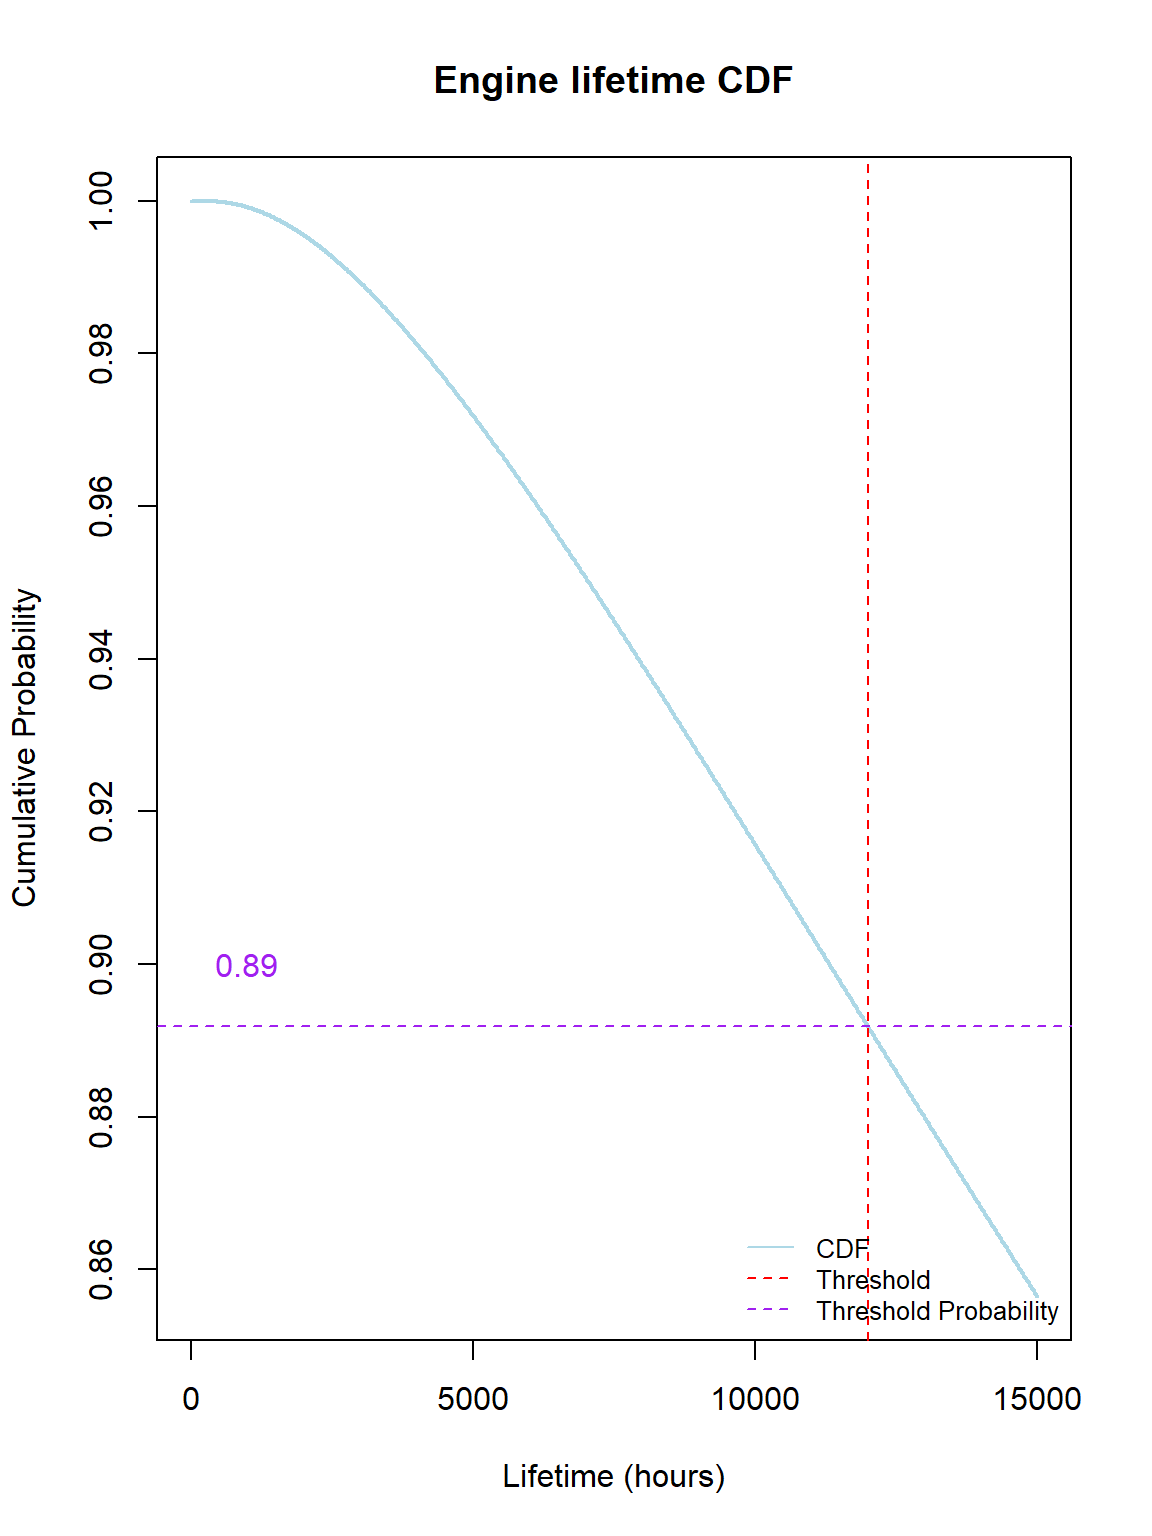 Engine lifetime CDF
Cumulative Probability
1.00
0.98
0.96
0.94
0.92
0.90
0.88
0.86
0.89
CDF
Threshold
Threshold Probability
0 5000 10000 15000
Lifetime (hours)